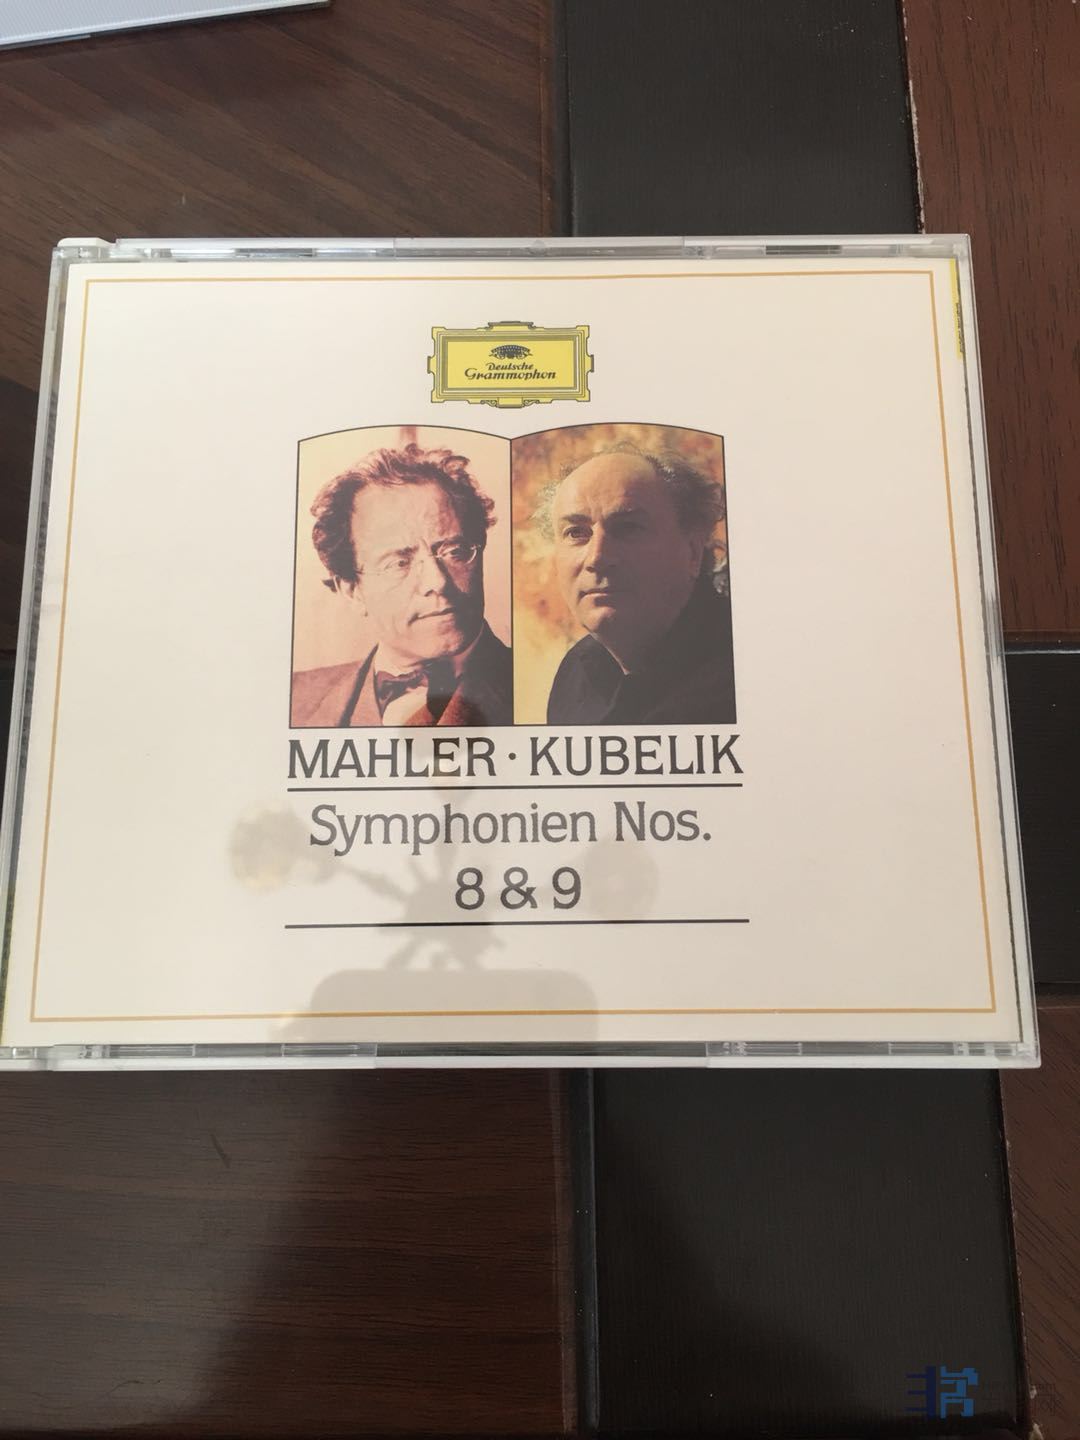 Deutsche
Grammophon
MAHLER · KUBELIK
Symphonien Nos.
8 & 9